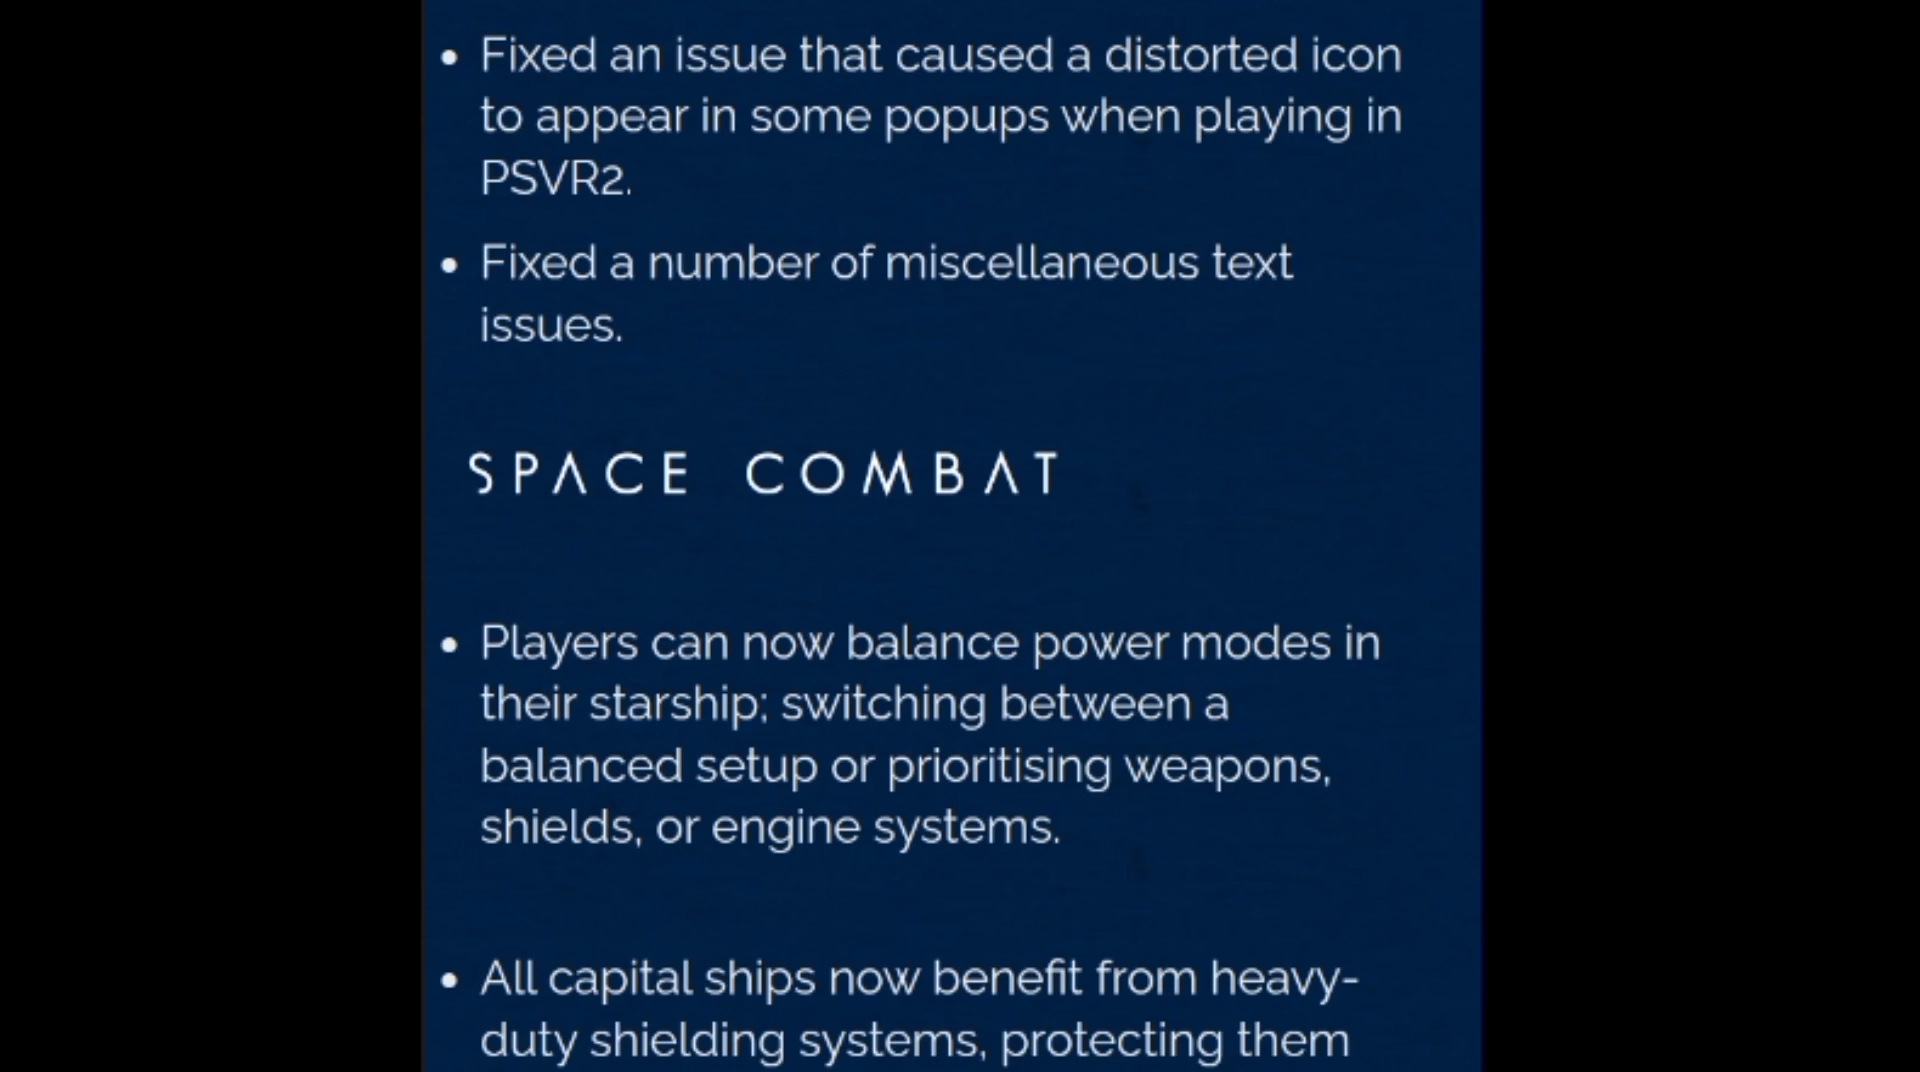 • Fixed an issue that caused a distorted icon
to appear in some popups when playing in
PSVR2.
• Fixed a number of miscellaneous text
issues.
SPACE COMBAT
• Players can now balance power modes in
their starship; switching between a
balanced setup or prioritising weapons,
shields, or engine systems.
• All capital ships now benefit from heavy-
duty shielding systems, protecting them